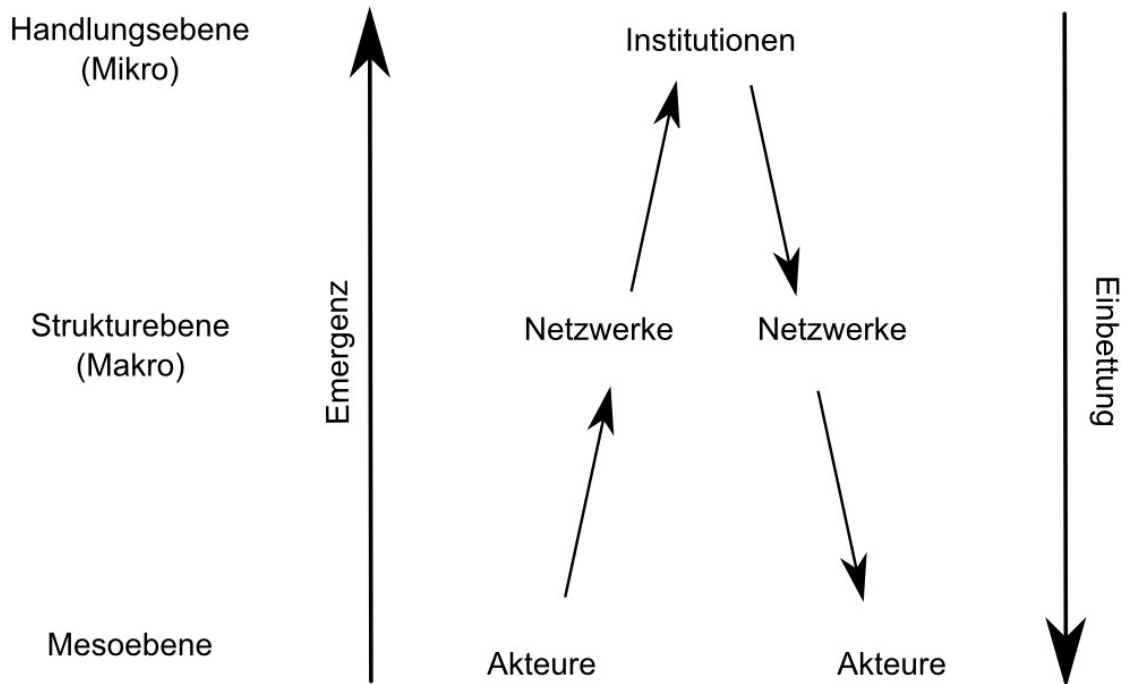 Handlungsebene
(Mikro)
Institutionen
Emergenz
Einbettung
Strukturebene
(Makro)
Netzwerke
Netzwerke
Mesoebene
Akteure
Akteure